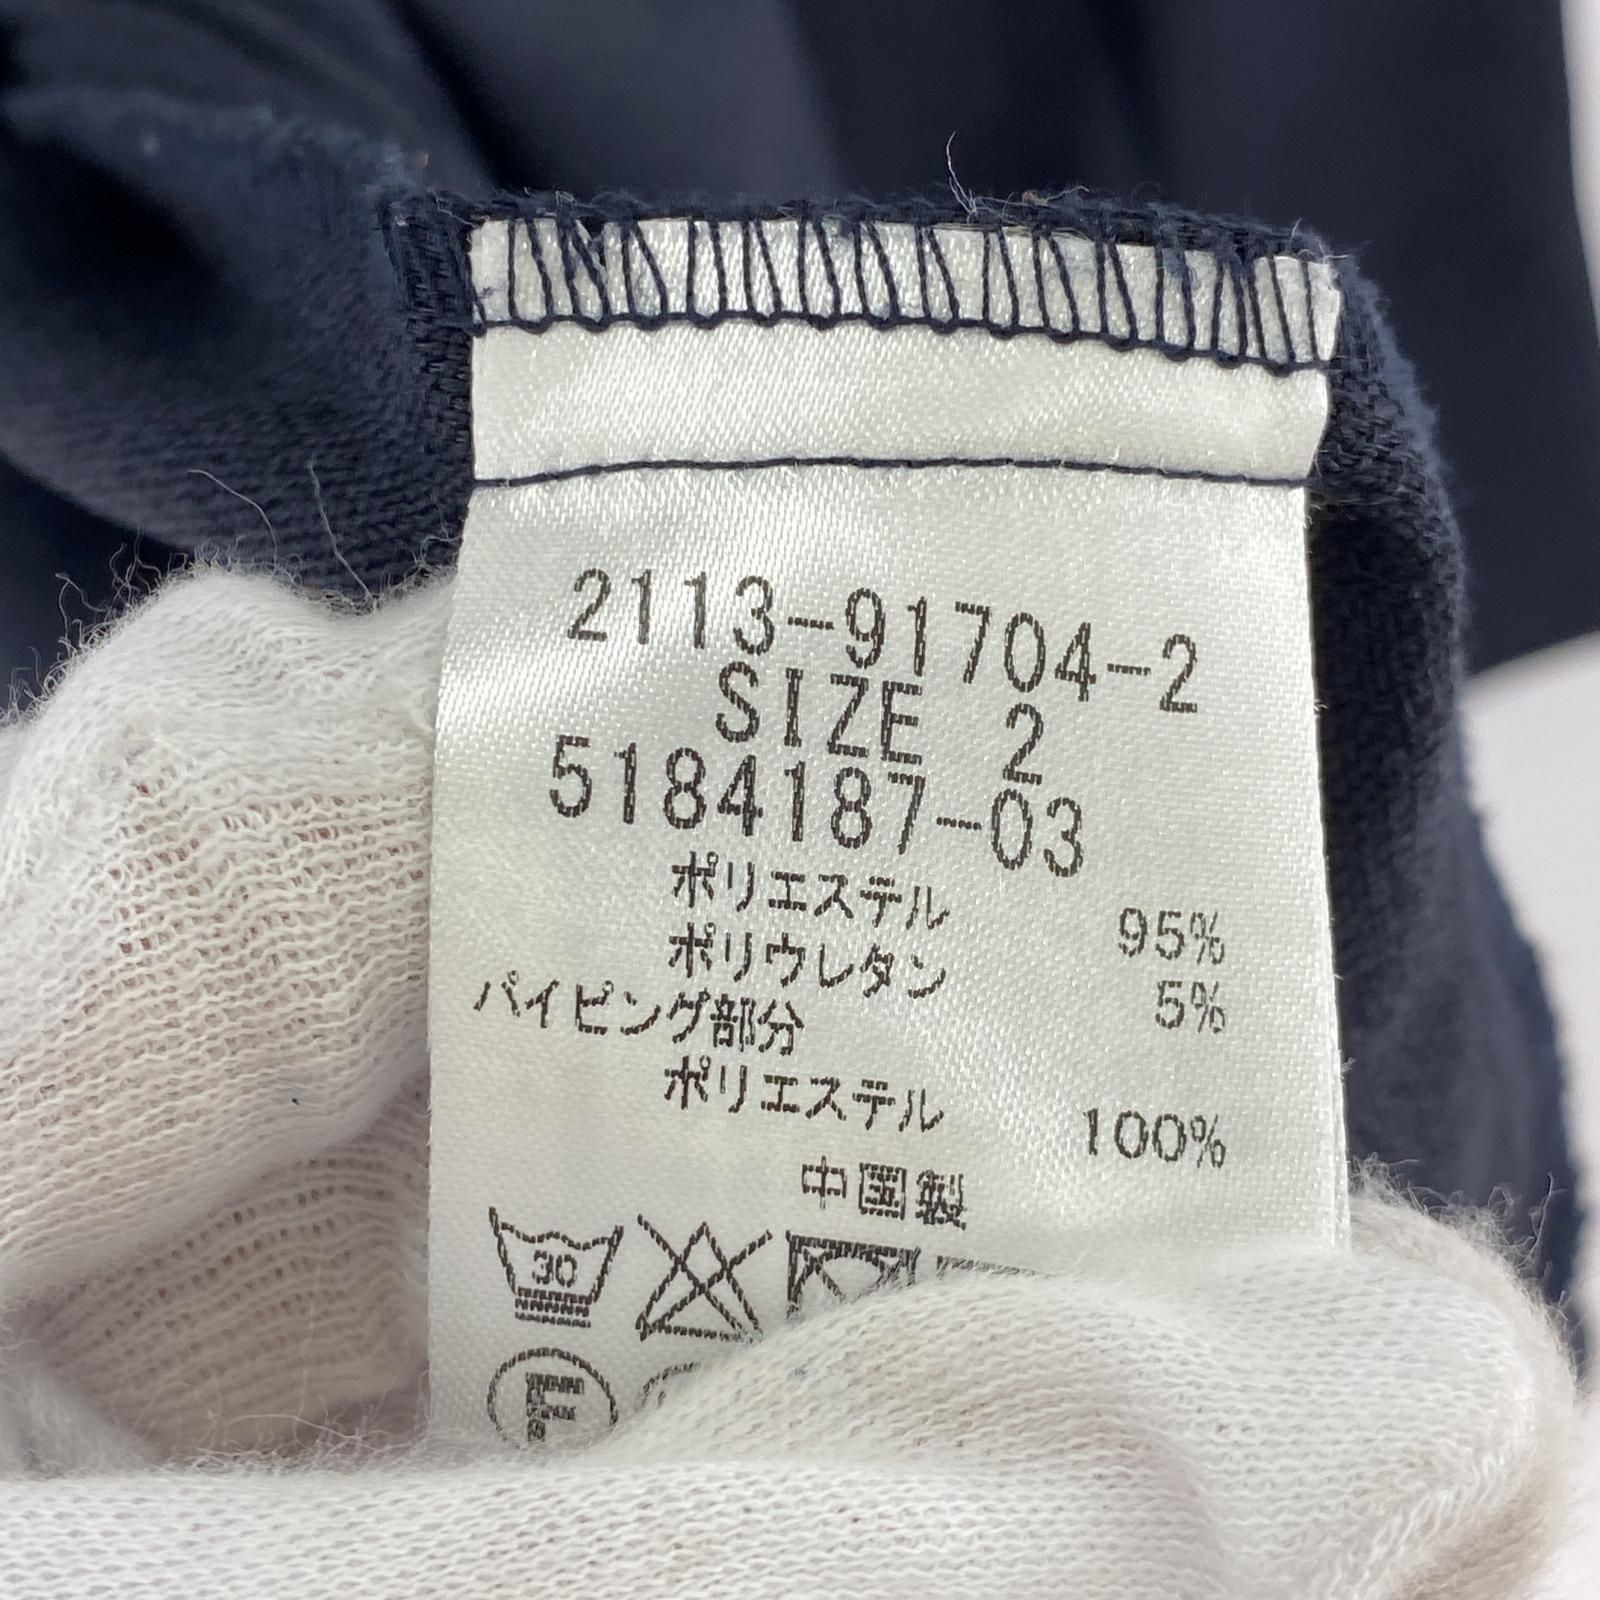 2113-91704-2
SIZE 2
5184187-03
ポリエステル 95%
ポリウレタン 5%
パイピング部分
ポリエステル 100%
中国製
30
F